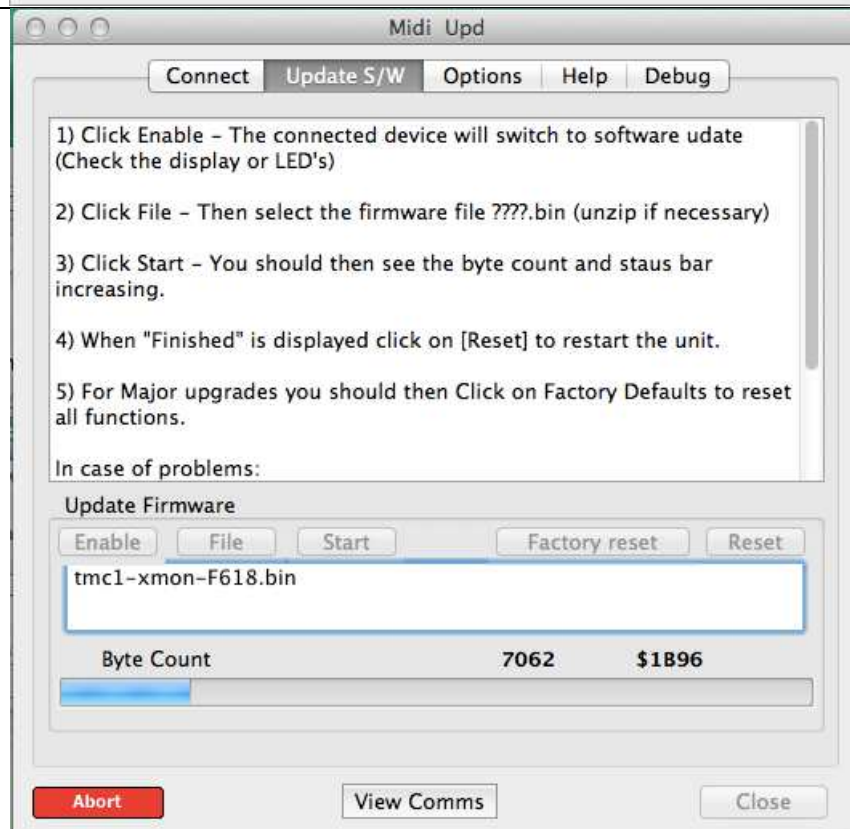 Midi Upd
Connect Update S/W Options Help Debug
1) Click Enable – The connected device will switch to software udate
(Check the display or LED's)
2) Click File – Then select the firmware file ????.bin (unzip if necessary)
3) Click Start – You should then see the byte count and staus bar
increasing.
4) When "Finished" is displayed click on [Reset] to restart the unit.
5) For Major upgrades you should then Click on Factory Defaults to reset
all functions.
In case of problems:
Update Firmware
Enable File Start Factory reset Reset
tmc1-xmon-F618.bin
Byte Count 7062 $1B96
Abort View Comms Close